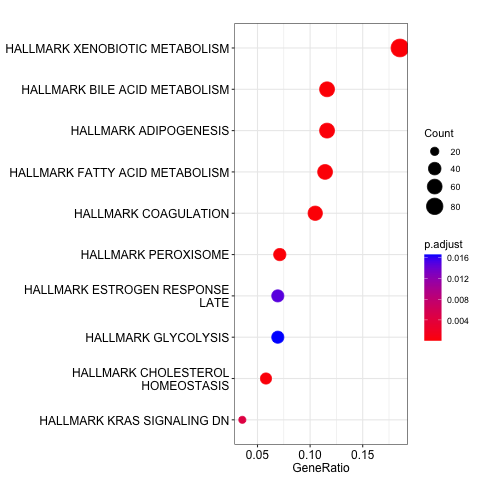 HALLMARK XENOBIOTIC METABOLISM
HALLMARK BILE ACID METABOLISM
HALLMARK ADIPOGENESIS
HALLMARK FATTY ACID METABOLISM
HALLMARK COAGULATION
HALLMARK PEROXISOME
HALLMARK ESTROGEN RESPONSE
LATE
HALLMARK GLYCOLYSIS
HALLMARK CHOLESTEROL
HOMEOSTASIS
HALLMARK KRAS SIGNALING DN
0.05 0.10 0.15
GeneRatio
Count
20
40
60
80
p.adjust
0.016
0.012
0.008
0.004